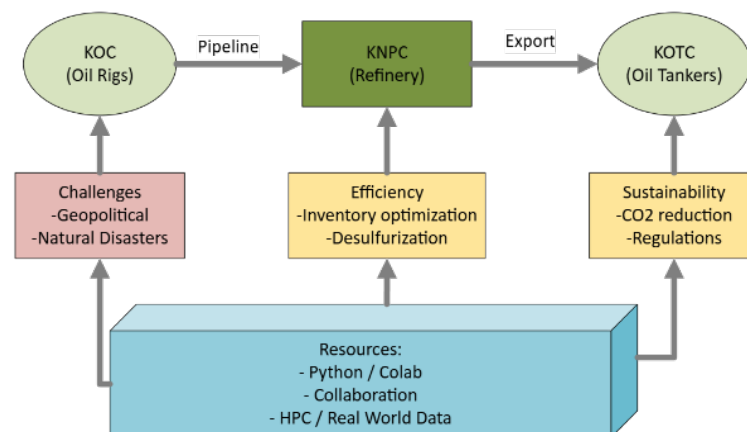 KOC
(Oil Rigs)
Pipeline
KNPC
(Refinery)
Export
KOTC
(Oil Tankers)
Challenges
-Geopolitical
-Natural Disasters
Efficiency
-Inventory optimization
-Desulfurization
Sustainability
-CO2 reduction
-Regulations
Resources:
- Python / Colab
- Collaboration
- HPC / Real World Data